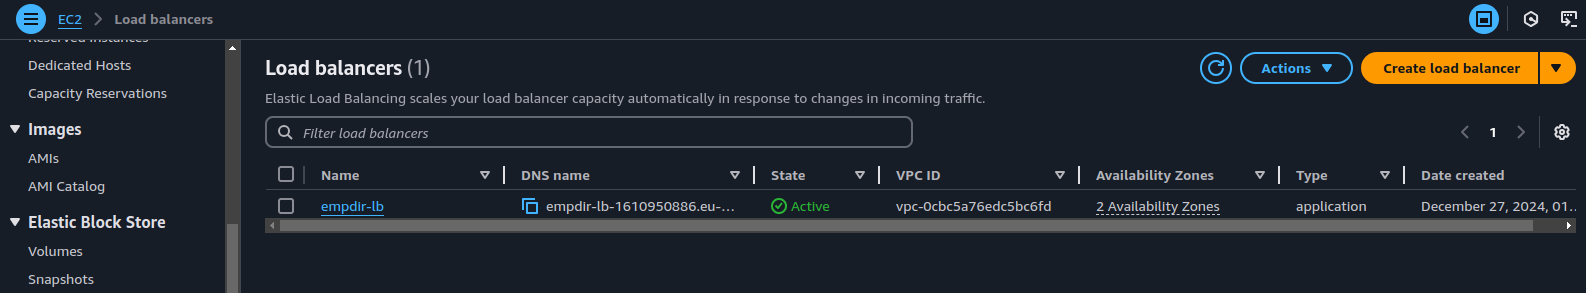 EC2 > Load balancers
Reserved Instances
Dedicated Hosts
Capacity Reservations
Images
AMIs
AMI Catalog
Elastic Block Store
Volumes
Snapshots
Load balancers (1)
Actions
Create load balancer
Elastic Load Balancing scales your load balancer capacity automatically in response to changes in incoming traffic.
Filter load balancers
1
Name DNS name State VPC ID Availability Zones Type Date created
empdir-lb empdir-lb-1610950886.eu-... Active vpc-0cbc5a76edc5bc6fd 2 Availability Zones application December 27, 2024, 01...